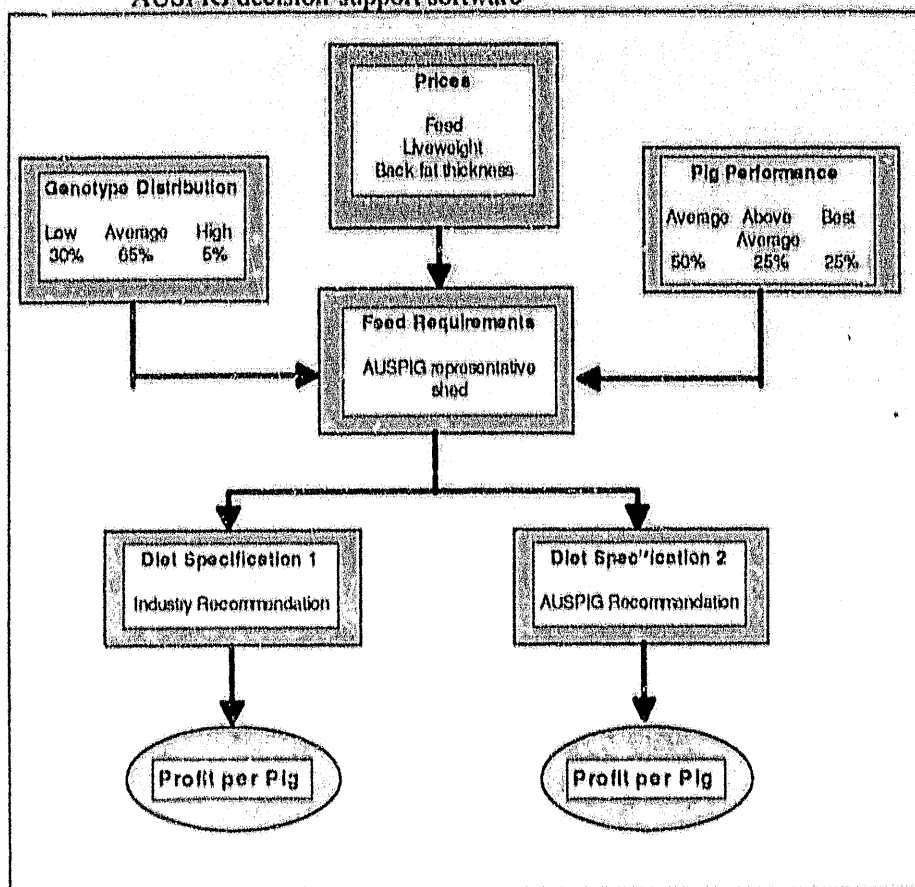 AUSPIG decision support software
Prices
Feed
Liveweight
Back fat thickness
Genotype Distribution
Low Average High
30% 65% 5%
Pig Performance
Average Above Best
Average
50% 25% 25%
Feed Requirements
AUSPIG representative
shed
Diet Specification 1
Industry Recommendation
Diet Specification 2
AUSPIG Recommendation
Profit per Pig
Profit per Pig